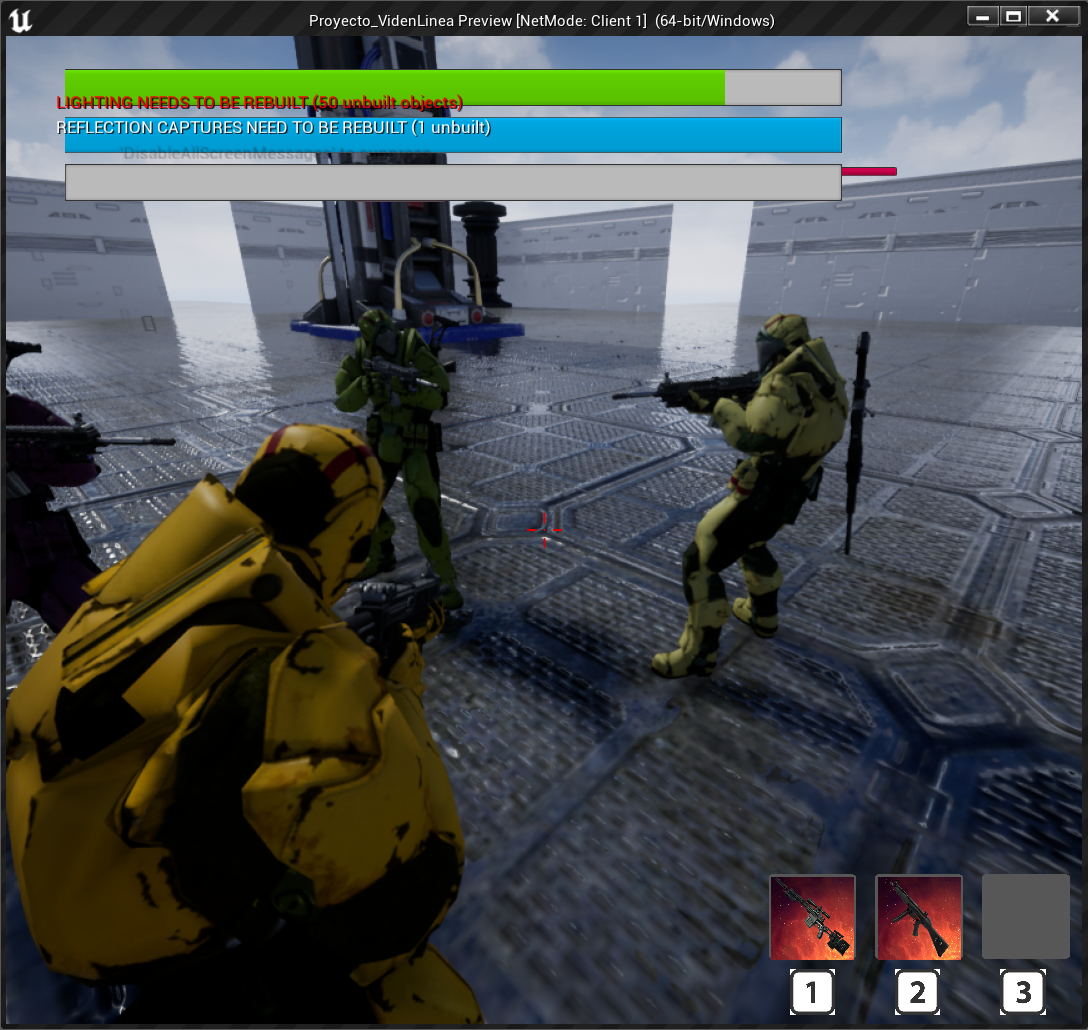 Proyecto_VidenLinea Preview [NetMode: Client 1] (64-bit/Windows)
LIGHTING NEEDS TO BE REBUILT (50 unbuilt objects)
REFLECTION CAPTURES NEED TO BE REBUILT (1 unbuilt)
'DisableAllScreenMessages' to suppress
1 2 3